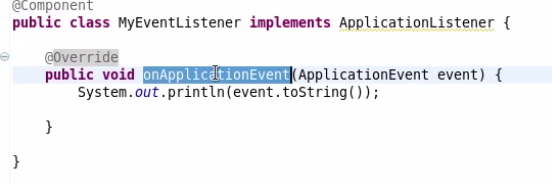 @Component
public class MyEventListener implements ApplicationListener {
@Override
public void onApplicationEvent(ApplicationEvent event) {
System.out.println(event.toString());
}
}